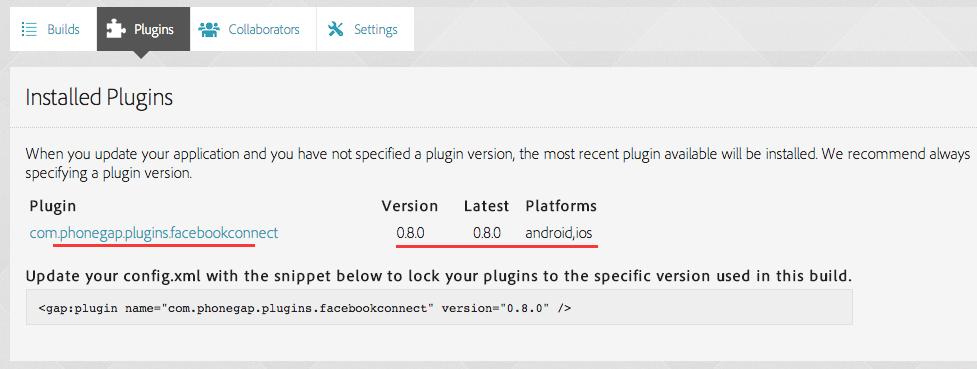 Builds Plugins Collaborators Settings
Installed Plugins
When you update your application and you have not specified a plugin version, the most recent plugin available will be installed. We recommend always
specifying a plugin version.
Plugin Version Latest Platforms
com.phonegap.plugins.facebookconnect 0.8.0 0.8.0 android,ios
Update your config.xml with the snippet below to lock your plugins to the specific version used in this build.
<gap:plugin name="com.phonegap.plugins.facebookconnect" version="0.8.0" />